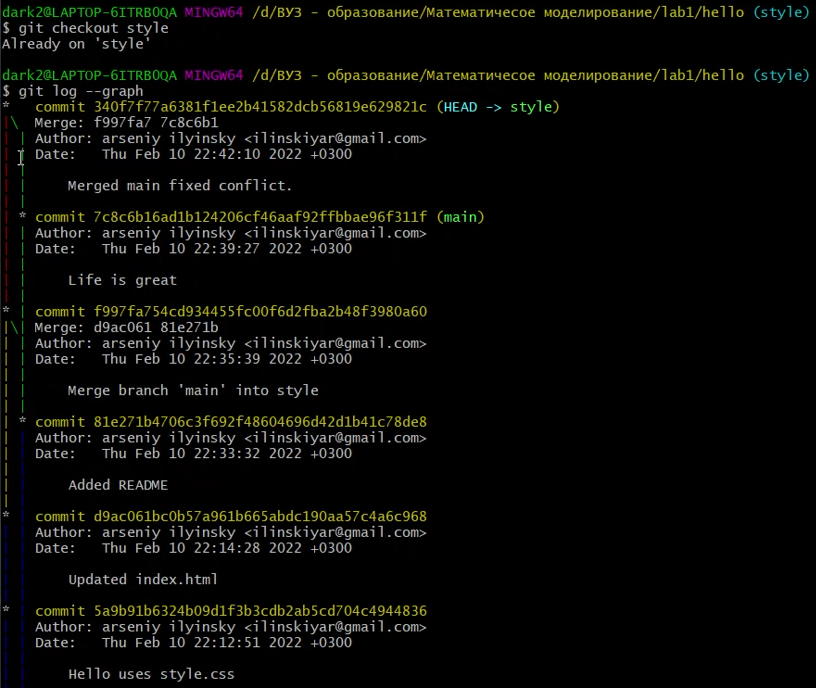 dark2@LAPTOP-6ITRB0QA MINGW64 /d/ВУЗ - образование/Математичесое моделирование/lab1/hello (style)
$ git checkout style
Already on 'style'
dark2@LAPTOP-6ITRB0QA MINGW64 /d/ВУЗ - образование/Математичесое моделирование/lab1/hello (style)
$ git log --graph
*   commit 340f7f77a6381f1ee2b41582dcb56819e629821c (HEAD -> style)
|\  Merge: f997fa7 7c8c6b1
| | Author: arseniy ilyinsky <ilinskiyar@gmail.com>
| | Date:   Thu Feb 10 22:42:10 2022 +0300
| |
| |     Merged main fixed conflict.
| |
| * commit 7c8c6b16ad1b124206cf46aaf92ffbbae96f311f (main)
| | Author: arseniy ilyinsky <ilinskiyar@gmail.com>
| | Date:   Thu Feb 10 22:39:27 2022 +0300
| |
| |     Life is great
| |
* | commit f997fa754cd934455fc00f6d2fba2b48f3980a60
|\| Merge: d9ac061 81e271b
| | Author: arseniy ilyinsky <ilinskiyar@gmail.com>
| | Date:   Thu Feb 10 22:35:39 2022 +0300
| |
| |     Merge branch 'main' into style
| |
| * commit 81e271b4706c3f692f48604696d42d1b41c78de8
| | Author: arseniy ilyinsky <ilinskiyar@gmail.com>
| | Date:   Thu Feb 10 22:33:32 2022 +0300
| |
| |     Added README
| |
* | commit d9ac061bc0b57a961b665abdc190aa57c4a6c968
| | Author: arseniy ilyinsky <ilinskiyar@gmail.com>
| | Date:   Thu Feb 10 22:14:28 2022 +0300
| |
| |     Updated index.html
| |
* | commit 5a9b91b6324b09d1f3b3cdb2ab5cd704c4944836
| | Author: arseniy ilyinsky <ilinskiyar@gmail.com>
| | Date:   Thu Feb 10 22:12:51 2022 +0300
| |
| |     Hello uses style.css